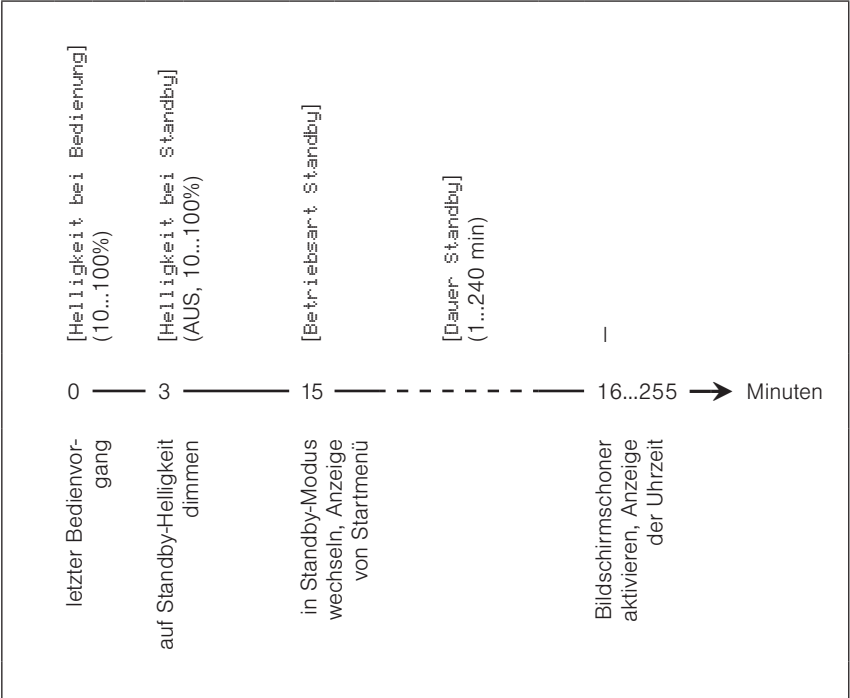 [Helligkeit bei Bedienung]
(10...100%)
[Helligkeit bei Standby]
(AUS, 10...100%)
[Betriebsart Standby]
[Dauer Standby]
(1...240 min)
–
0 3 15 16...255 Minuten
letzter Bedienvor-
gang
auf Standby-Helligkeit
dimmen
in Standby-Modus
wechseln, Anzeige
von Startmenü
Bildschirmschoner
aktivieren, Anzeige
der Uhrzeit